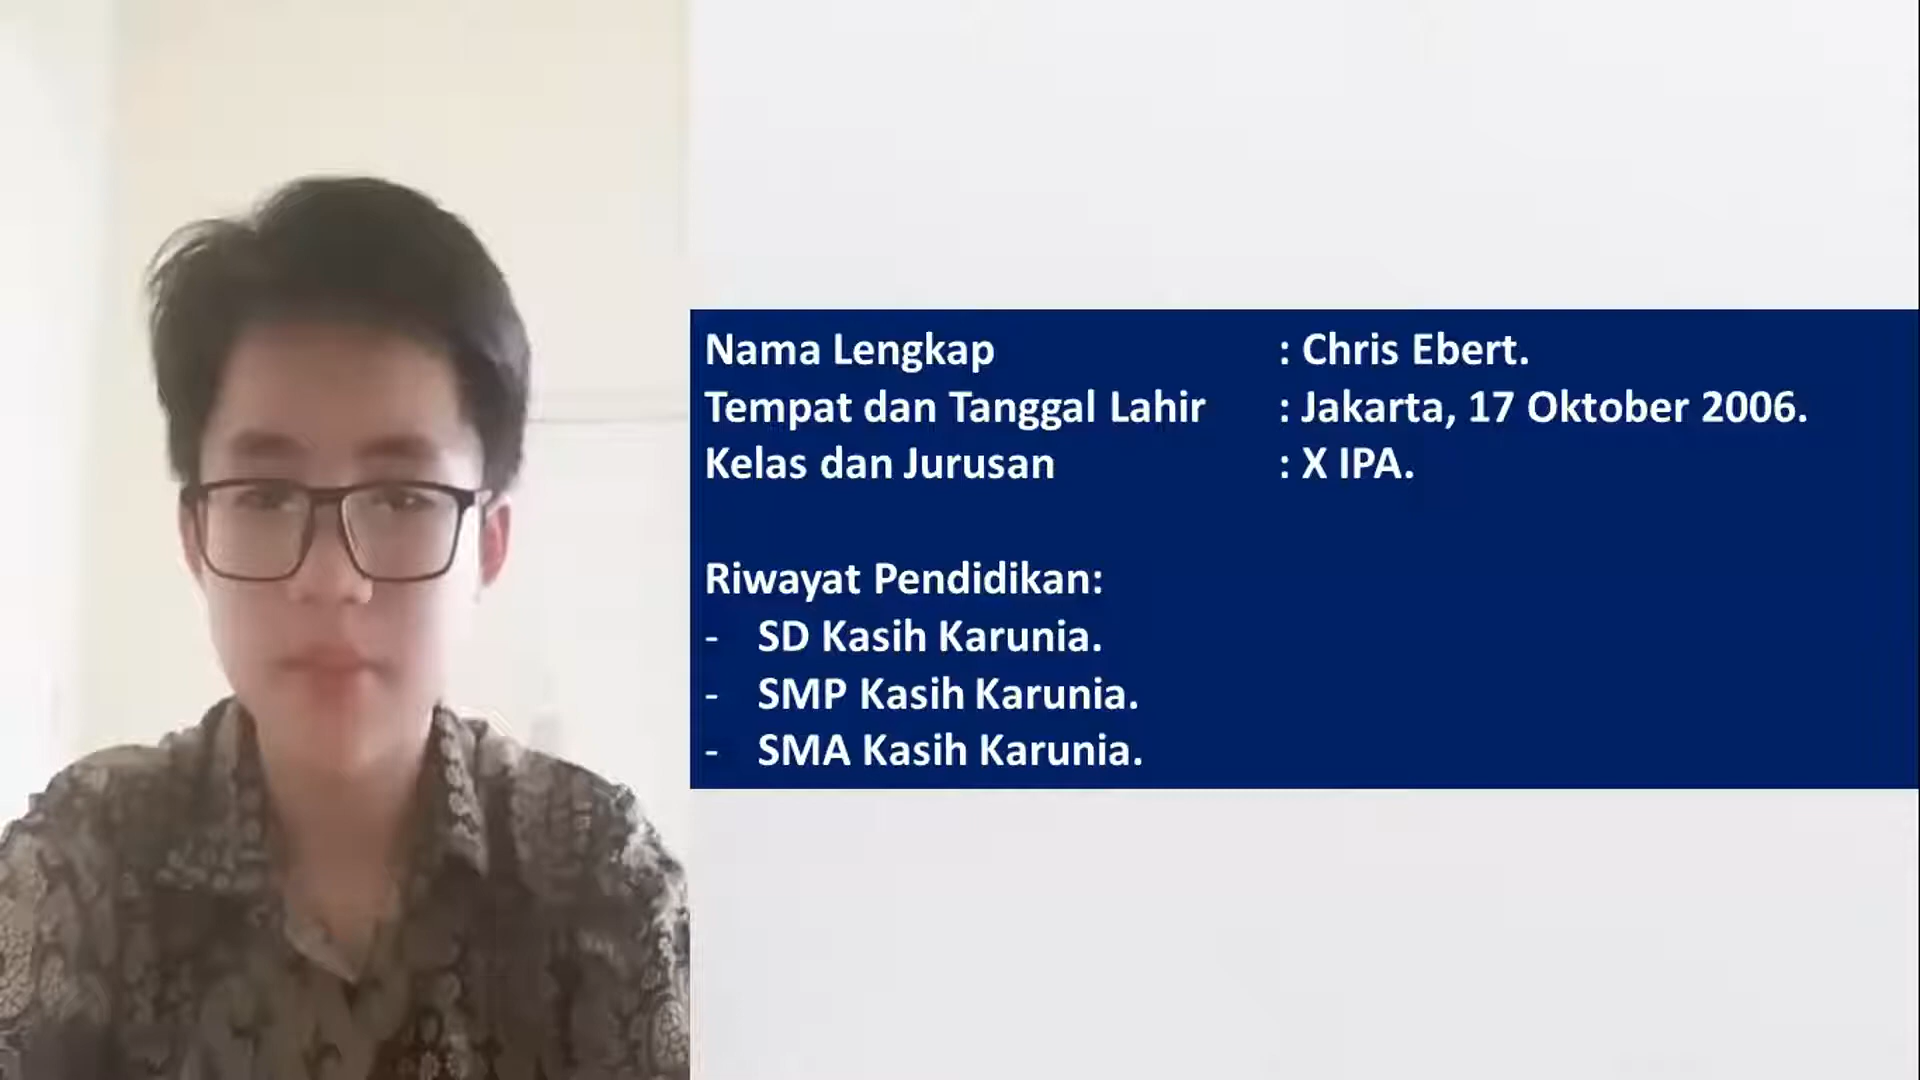 Nama Lengkap : Chris Ebert.
Tempat dan Tanggal Lahir : Jakarta, 17 Oktober 2006.
Kelas dan Jurusan : X IPA.
Riwayat Pendidikan:
- SD Kasih Karunia.
- SMP Kasih Karunia.
- SMA Kasih Karunia.